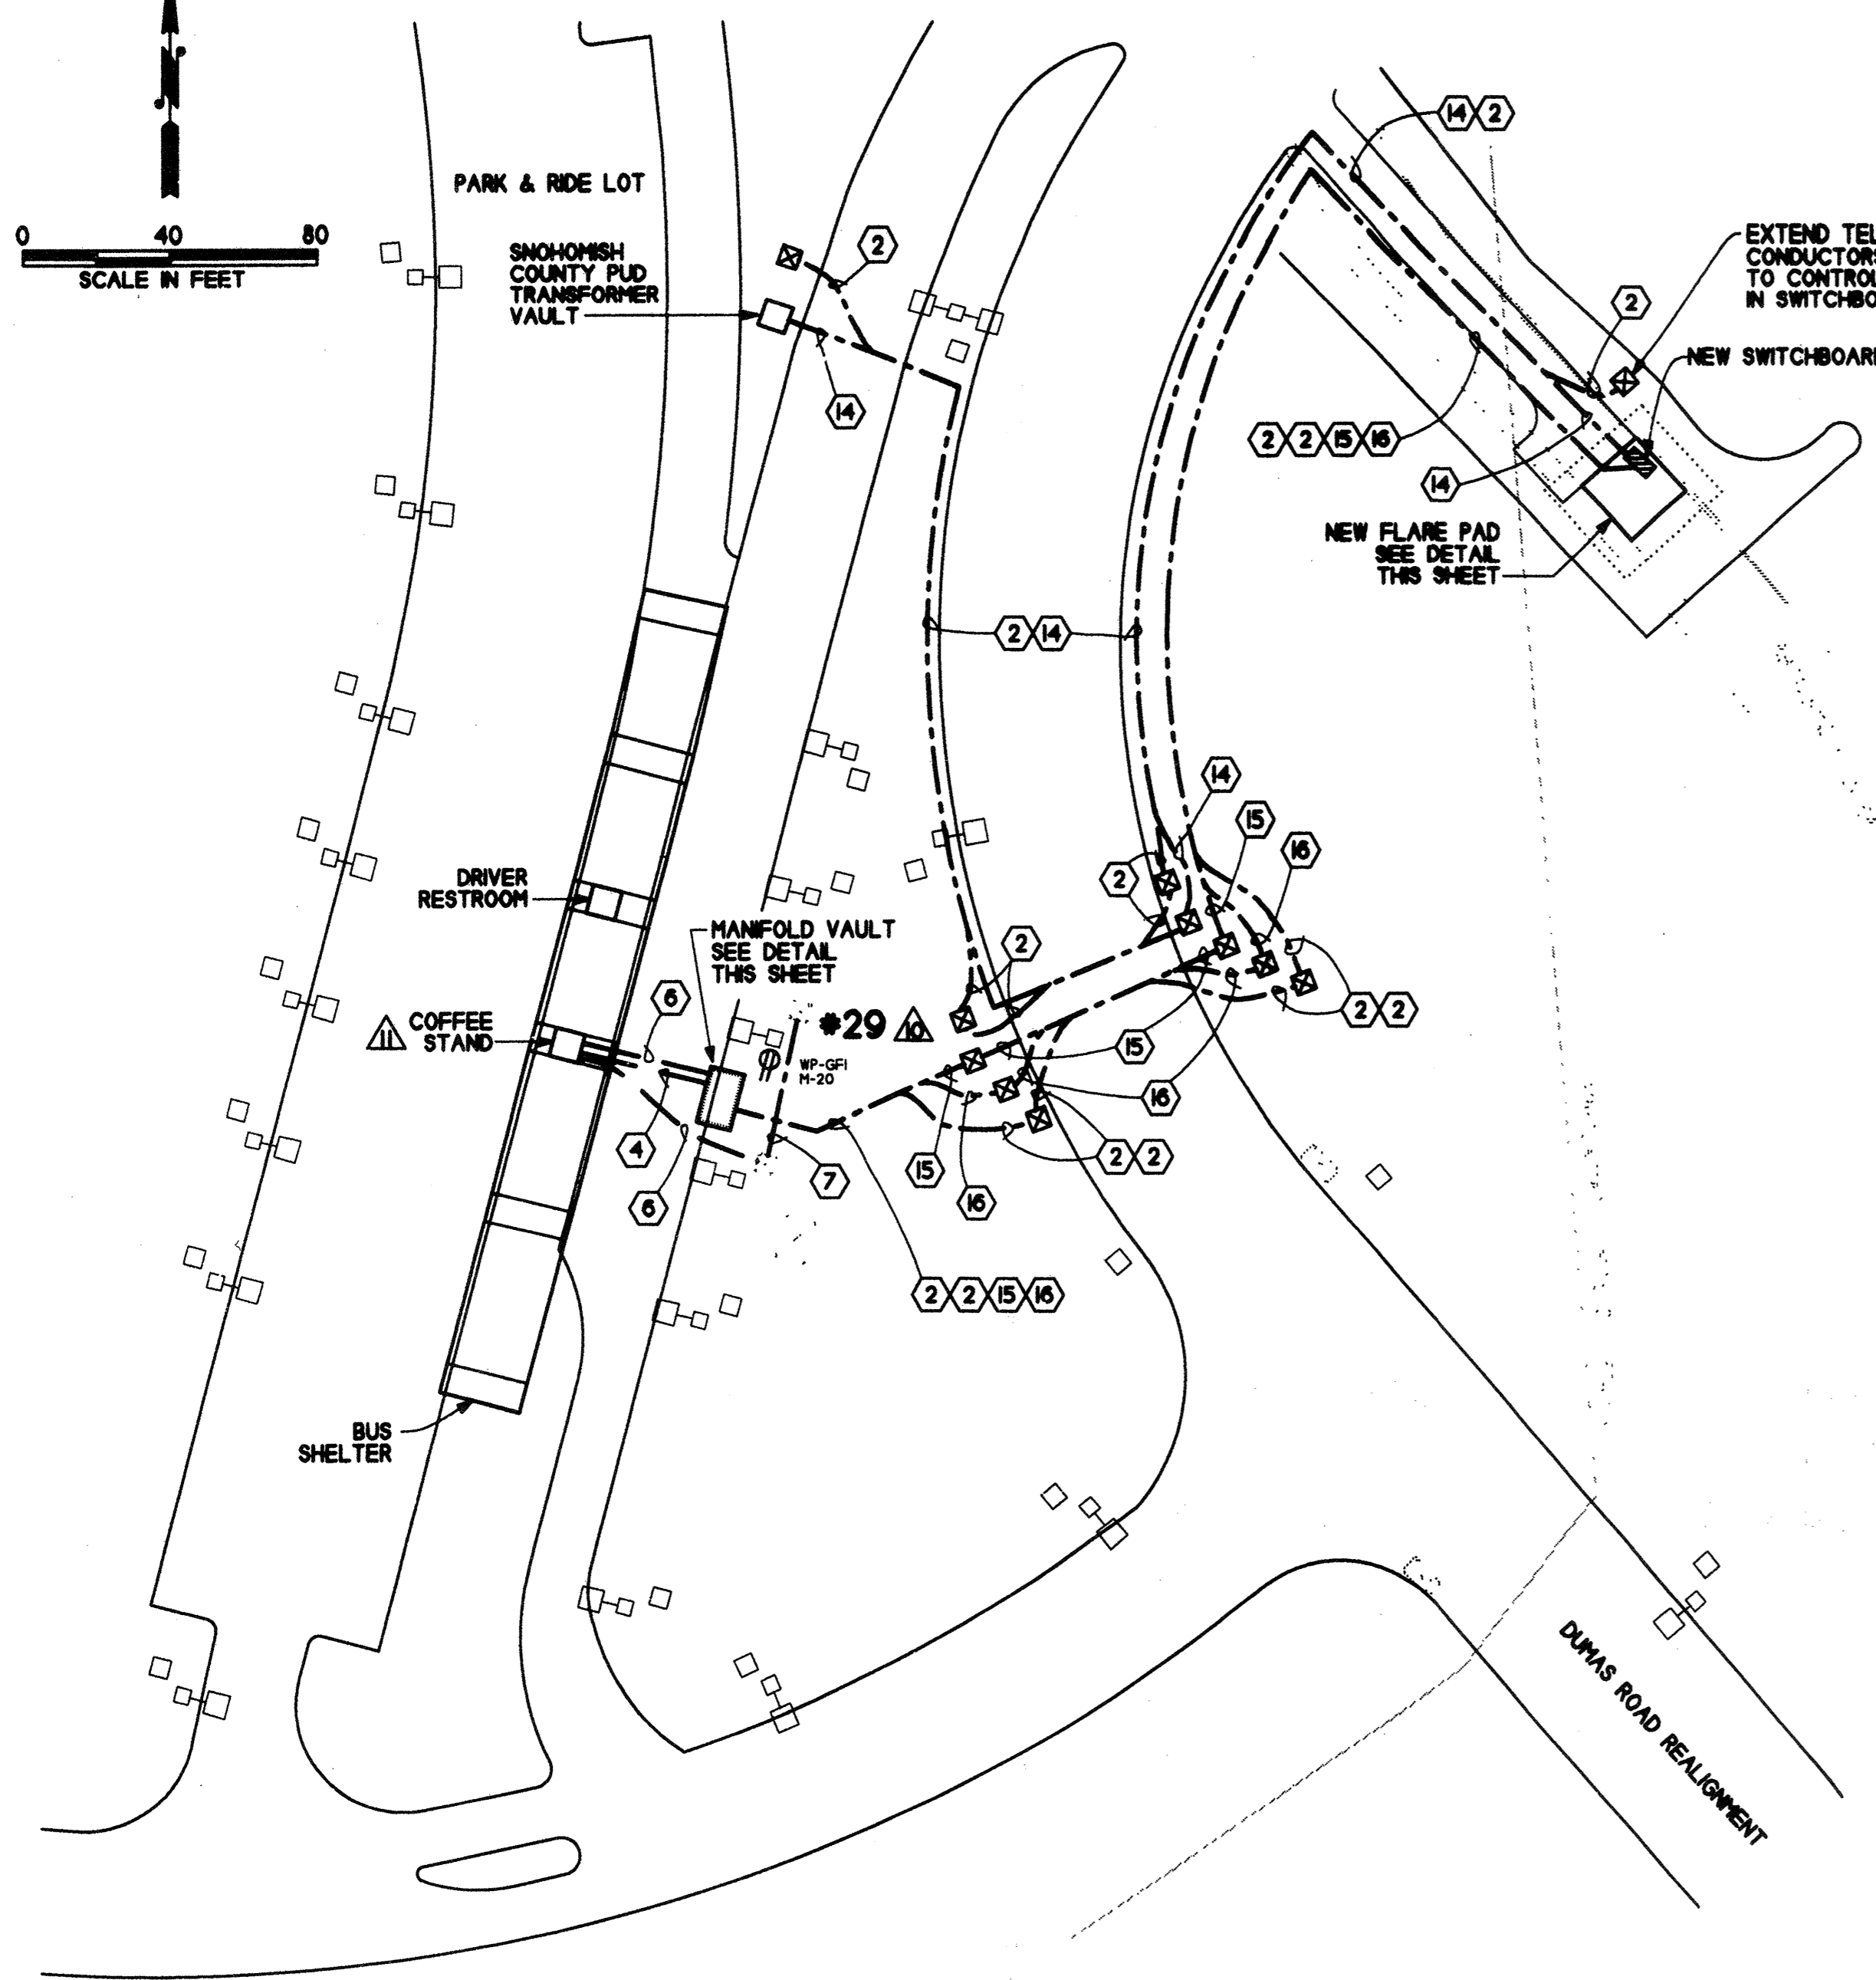 14 2
PARK & RIDE LOT
0 40 80
SCALE IN FEET
SNOHOMISH
COUNTY PUD
TRANSFORMER
VAULT
2
14
EXTEND TEL
CONDUCTORS
TO CONTROL
IN SWITCHBO
2
NEW SWITCHBOARD
2 2 15 16
14
NEW FLARE PAD
SEE DETAIL
THIS SHEET
2 14
14
15
16
2
DRIVER
RESTROOM
MANIFOLD VAULT
SEE DETAIL
THIS SHEET
2
6
2 2
11 COFFEE
STAND
#29 10
WP-GFI
M-20
15
16
4
15
2 2
7
16
6
2 2 15 16
BUS
SHELTER
DUMAS ROAD REALIGNMENT